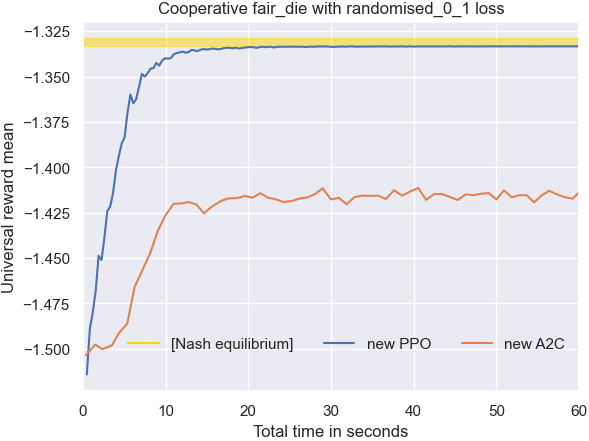 Cooperative fair_die with randomised_0_1 loss
Universal reward mean
−1.325
−1.350
−1.375
−1.400
−1.425
−1.450
−1.475
−1.500
[Nash equilibrium] new PPO new A2C
0 10 20 30 40 50 60
Total time in seconds